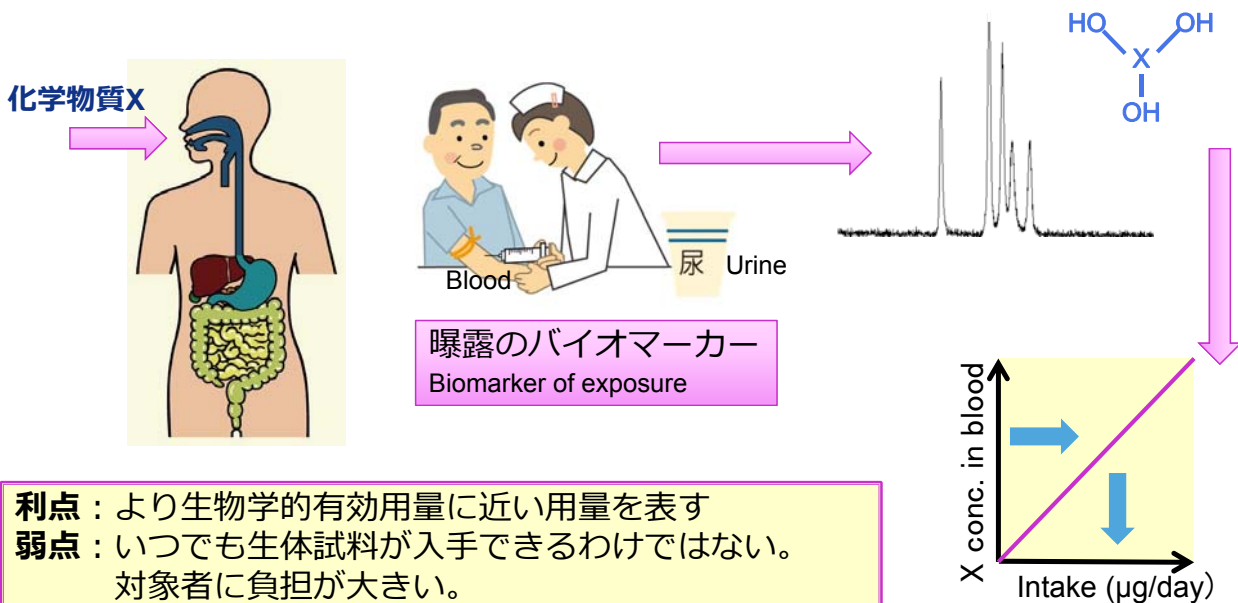 化学物質X
Blood
尿 Urine
曝露のバイオマーカー
Biomarker of exposure
HO OH
X
OH
X conc. in blood
Intake (µg/day）
利点：より生物学的有効用量に近い用量を表す
弱点：いつでも生体試料が入手できるわけではない。
対象者に負担が大きい。